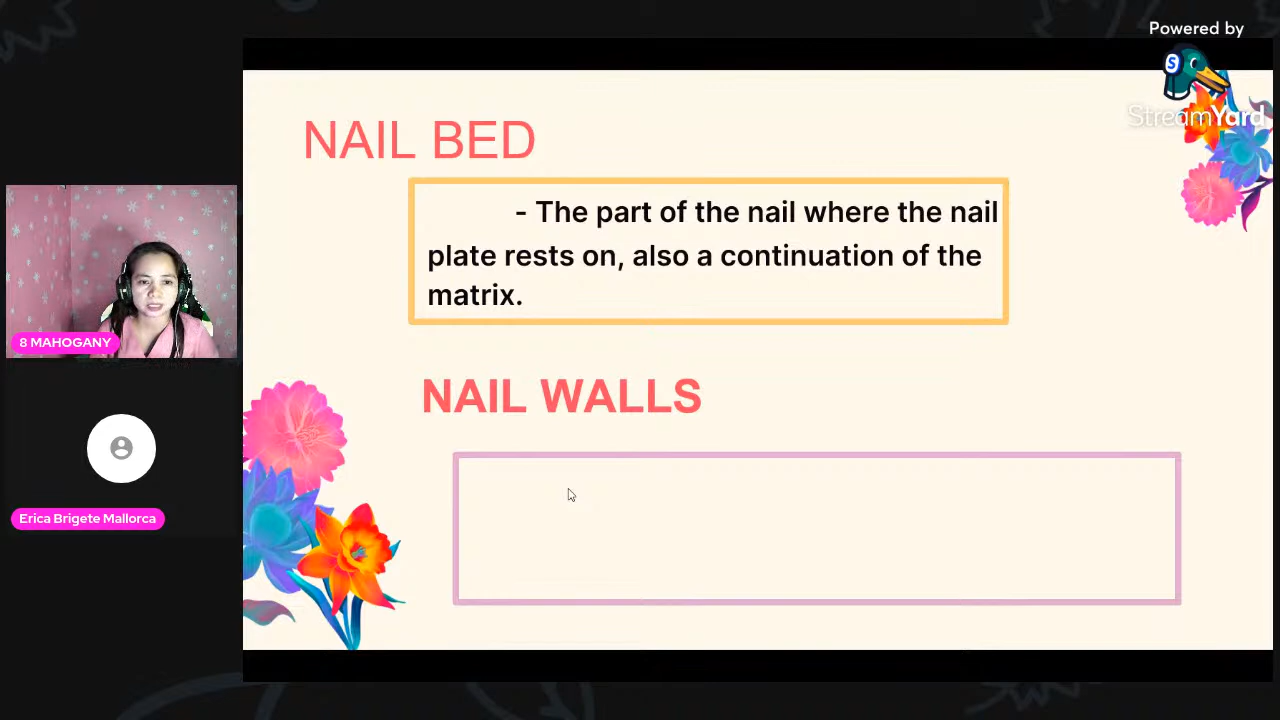 Powered by
StreamYard
NAIL BED
- The part of the nail where the nail
plate rests on, also a continuation of the
matrix.
8 MAHOGANY
NAIL WALLS
Erica Brigete Mallorca